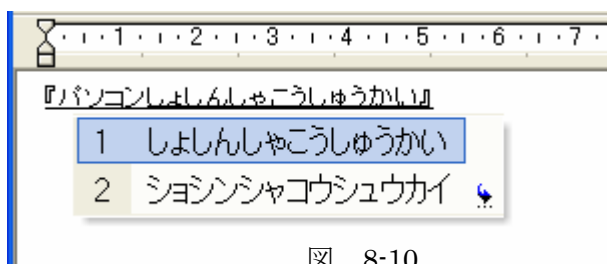 1 2 3 4 5 6 7
『パソコンしょしんしゃこうしゅうかい』
1 しょしんしゃこうしゅうかい
2 ショシンシャコウシュウカイ
図 8-10